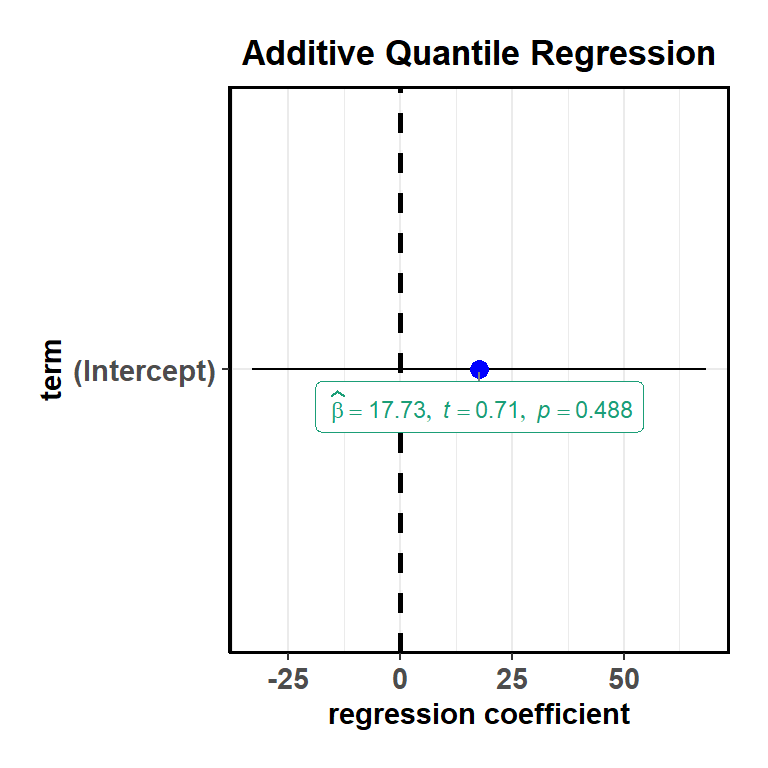 Additive Quantile Regression
term
(Intercept)
β̂ = 17.73, t = 0.71, p = 0.488
-25 0 25 50
regression coefficient